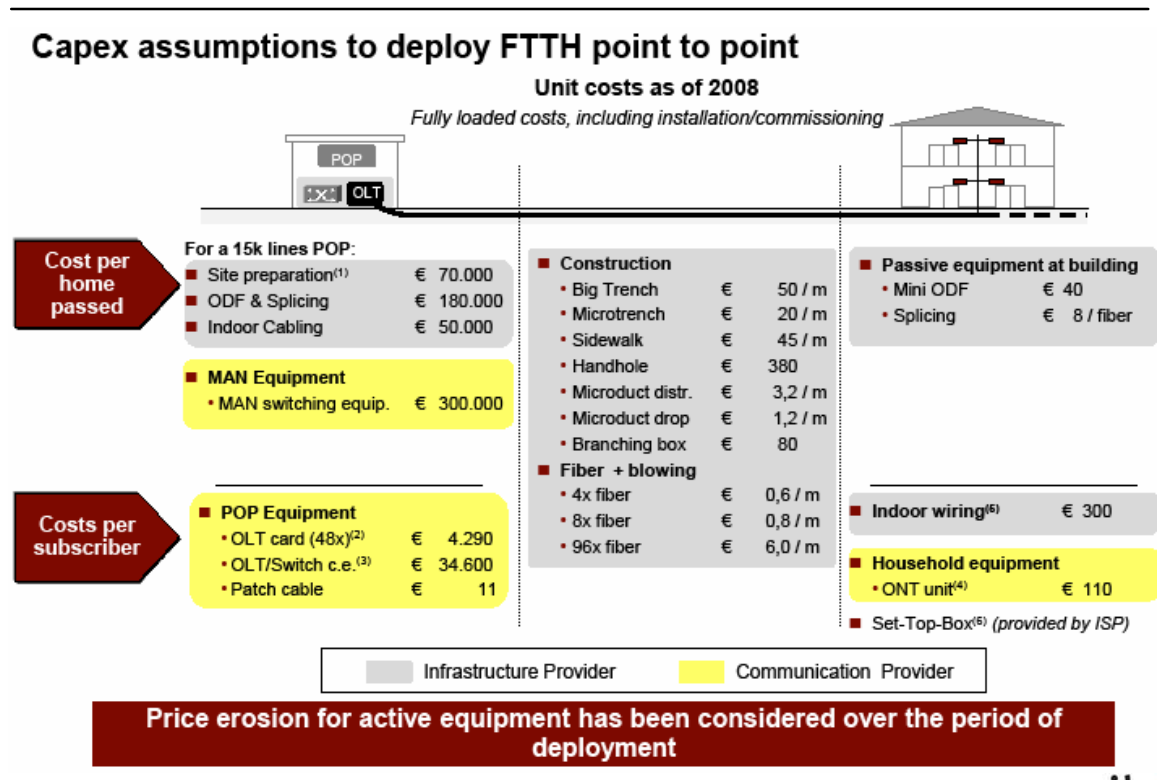 Capex assumptions to deploy FTTH point to point
Unit costs as of 2008
Fully loaded costs, including installation/commissioning
POP
OLT
Cost per
home
passed
For a 15k lines POP:
■ Site preparation(1) € 70.000
■ ODF & Splicing € 180.000
■ Indoor Cabling € 50.000
■ MAN Equipment
• MAN switching equip. € 300.000
■ Construction
• Big Trench € 50 / m
• Microtrench € 20 / m
• Sidewalk € 45 / m
• Handhole € 380
• Microduct distr. € 3,2 / m
• Microduct drop € 1,2 / m
• Branching box € 80
■ Fiber + blowing
• 4x fiber € 0,6 / m
• 8x fiber € 0,8 / m
• 96x fiber € 6,0 / m
■ Passive equipment at building
• Mini ODF € 40
• Splicing € 8 / fiber
Costs per
subscriber
■ POP Equipment
• OLT card (48x)(2) € 4.290
• OLT/Switch c.e.(3) € 34.600
• Patch cable € 11
■ Indoor wiring(6) € 300
■ Household equipment
• ONT unit(4) € 110
■ Set-Top-Box(6) (provided by ISP)
Infrastructure Provider
Communication Provider
Price erosion for active equipment has been considered over the period of
deployment